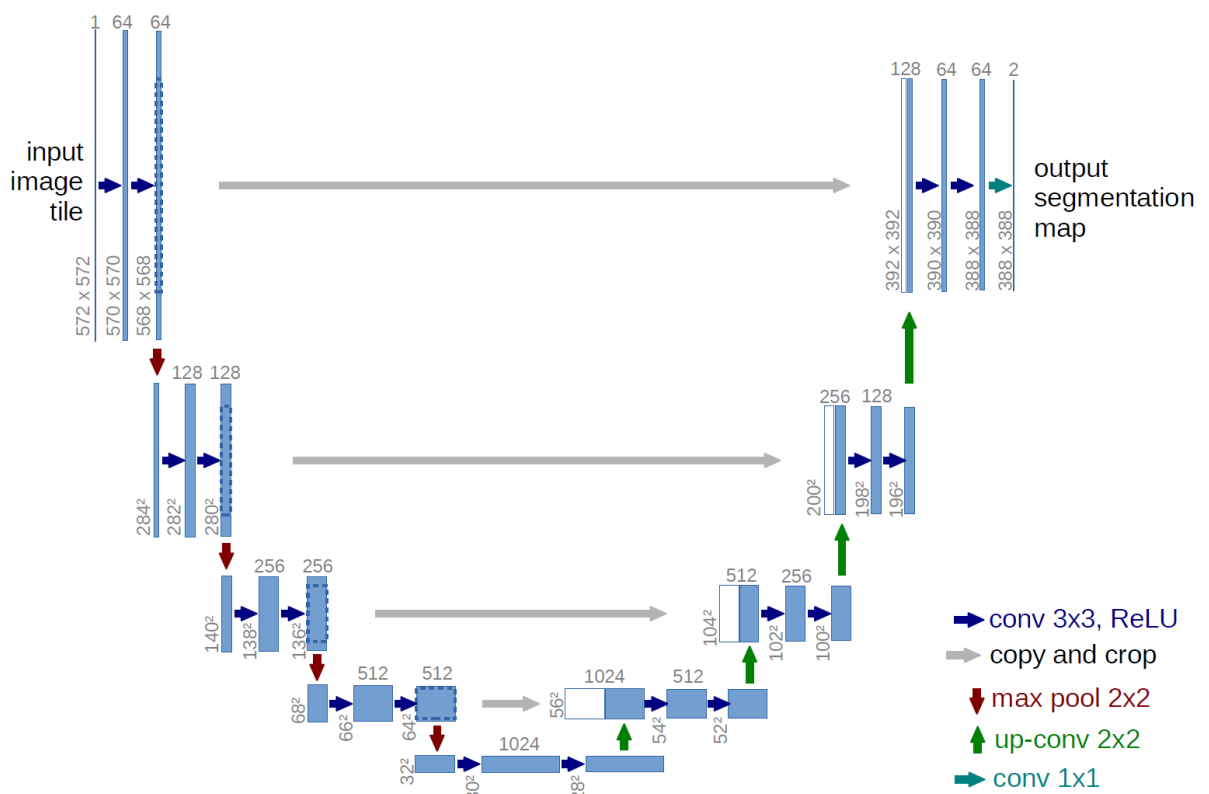 1 64 64
input
image
tile
572 x 572
570 x 570
568 x 568
128 64 64 2
output
segmentation
map
392 x 392
390 x 390
388 x 388
388 x 388
128 128
284²
282²
280²
256 128
200²
198²
196²
256 256
140²
138²
136²
512 256
104²
102²
100²
512 512
68²
66²
64²
1024 512
56²
54²
52²
1024
32²
30²
28²
conv 3x3, ReLU
copy and crop
max pool 2x2
up-conv 2x2
conv 1x1